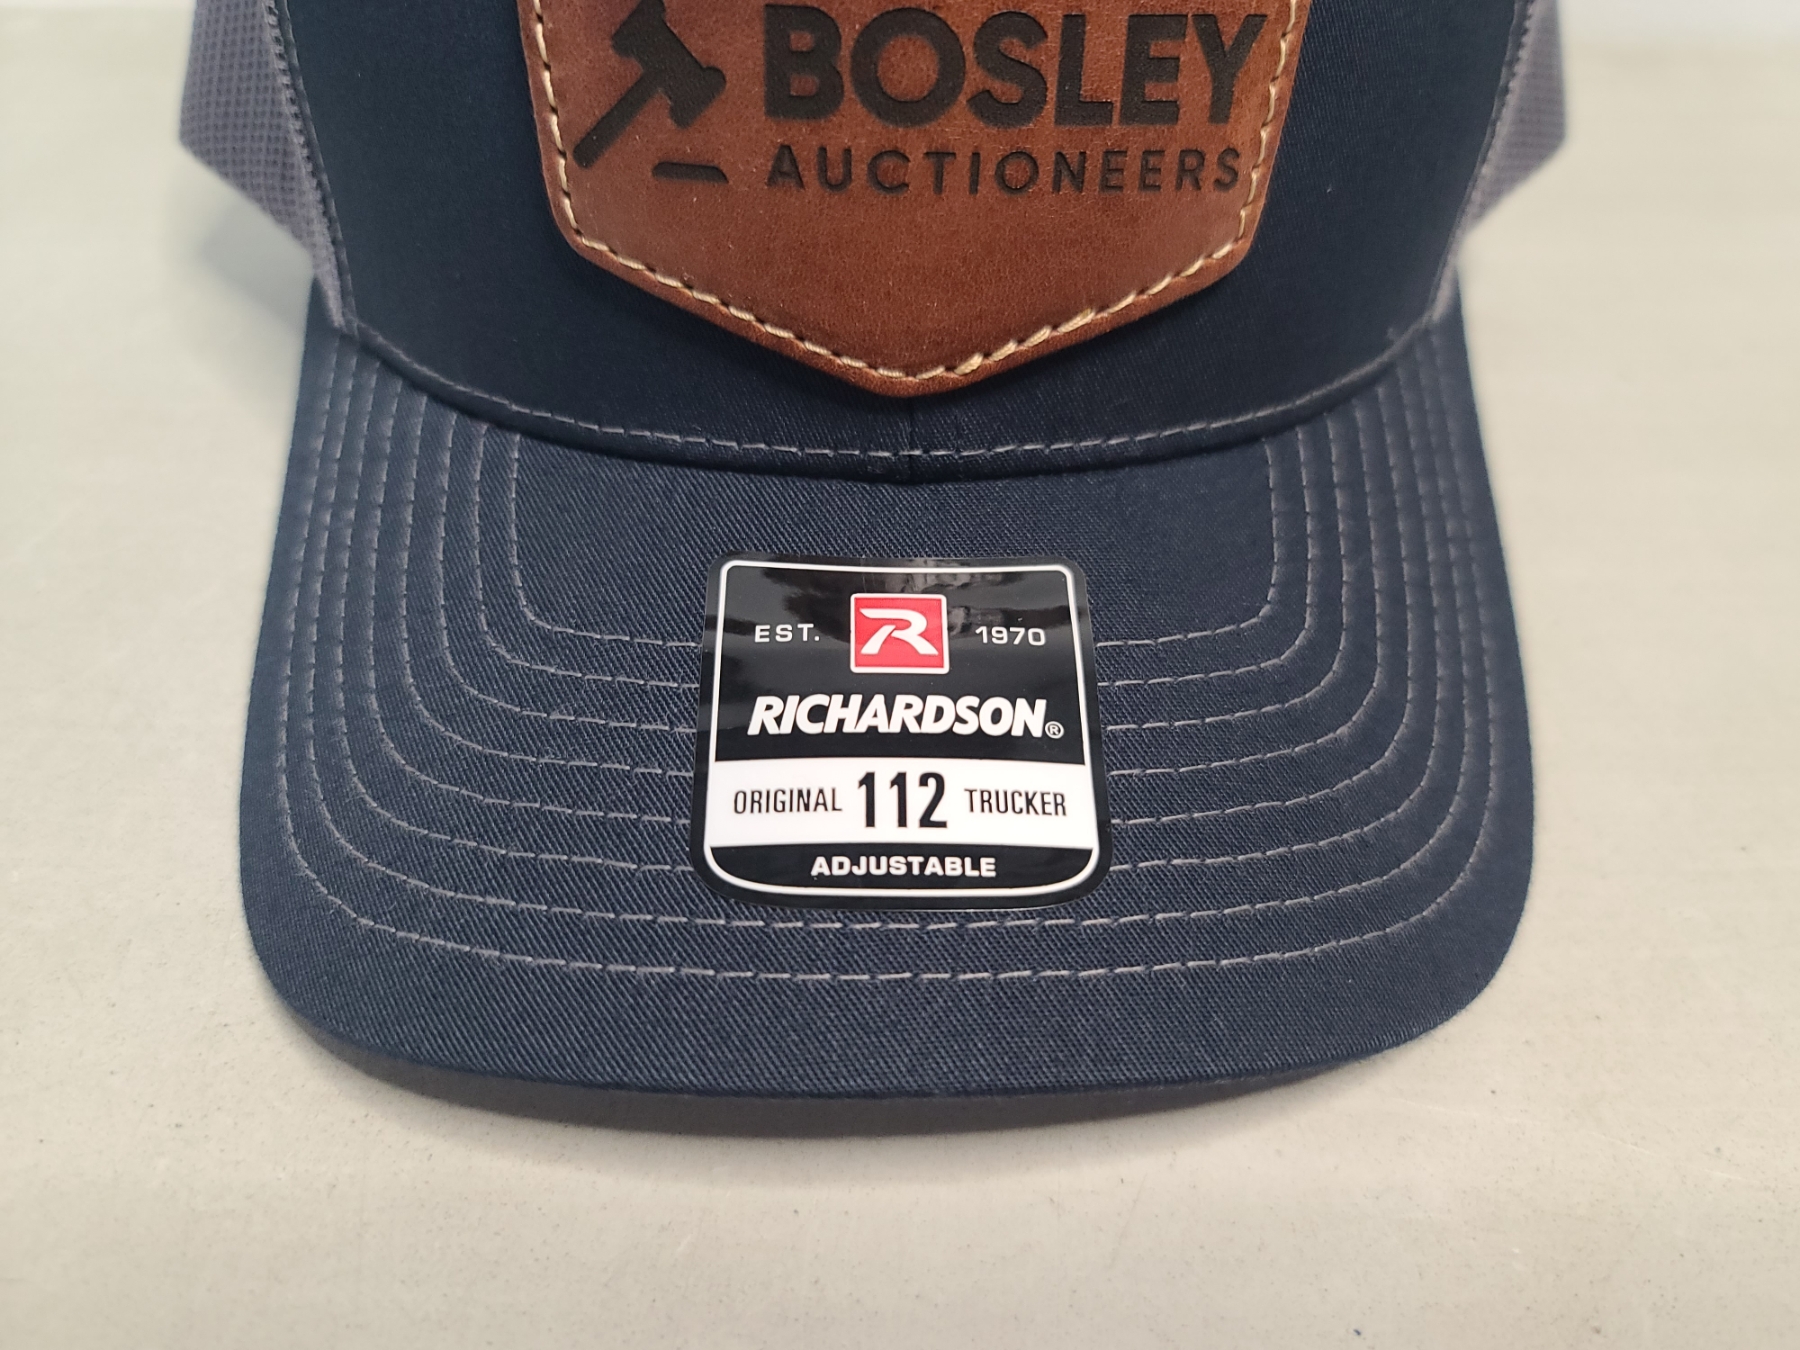 BOSLEY
AUCTIONEERS
EST. R 1970
RICHARDSON®
ORIGINAL 112 TRUCKER
ADJUSTABLE